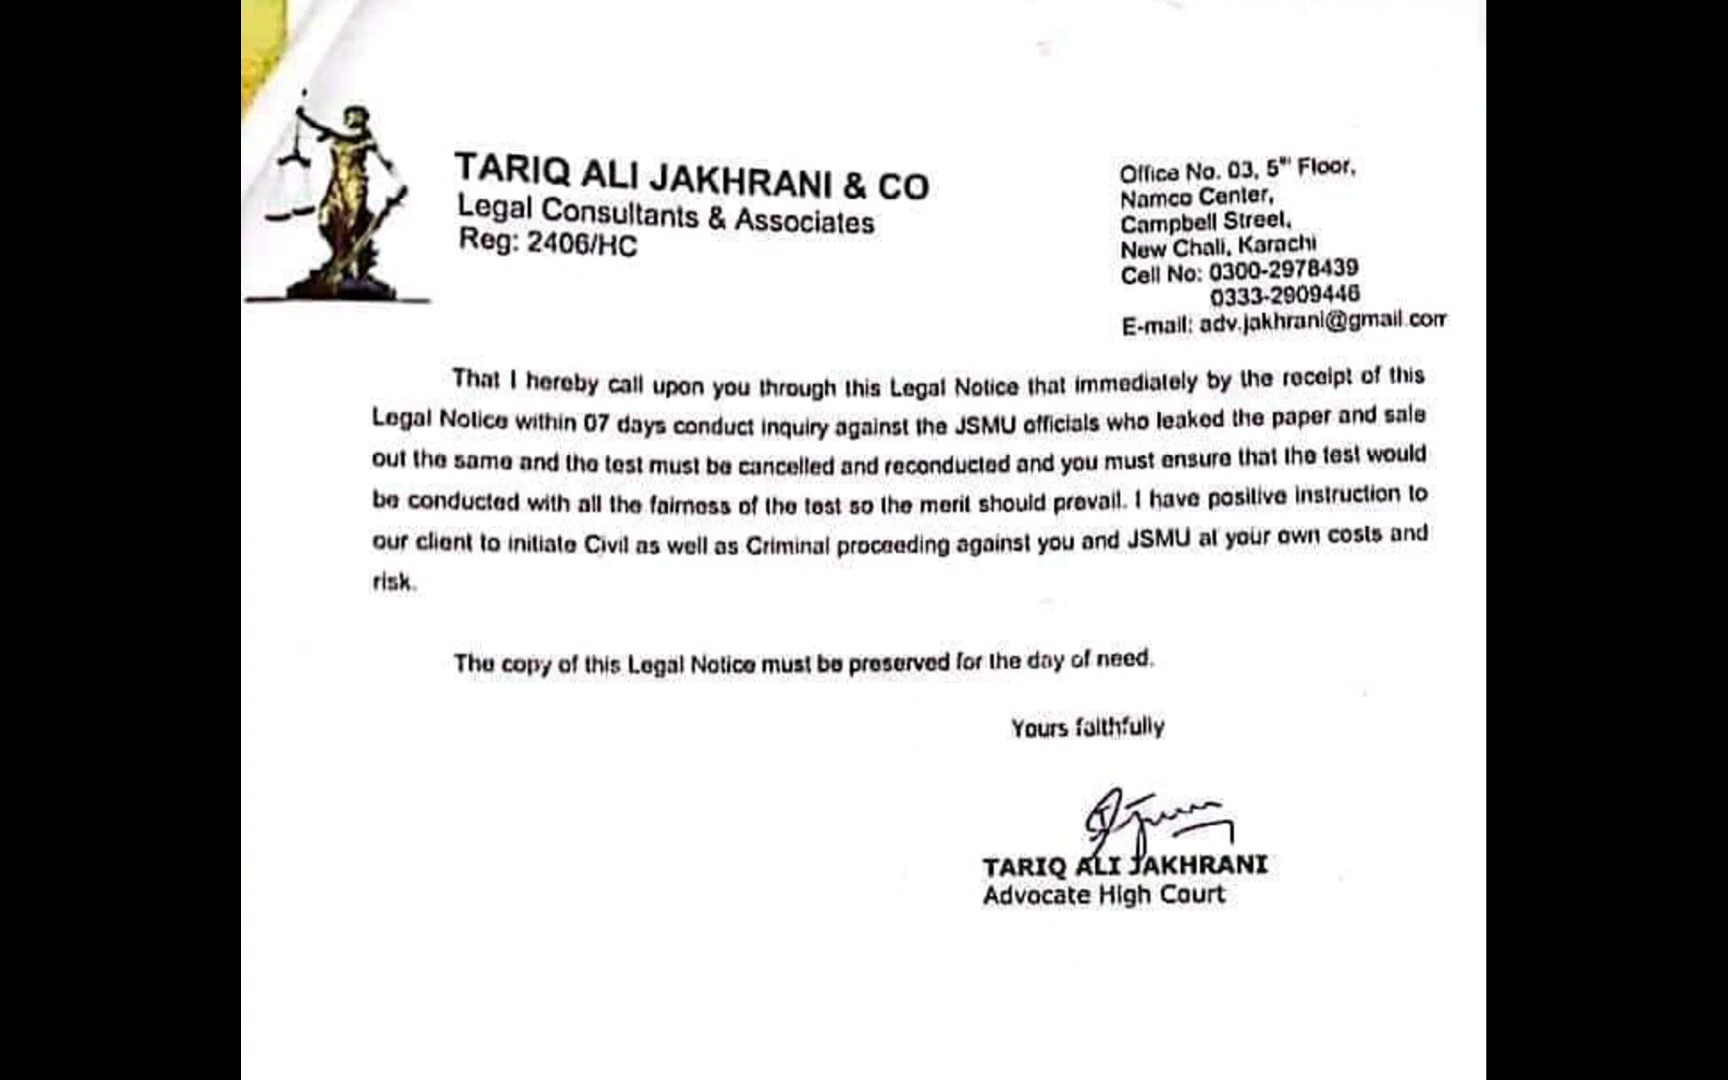 TARIQ ALI JAKHRANI & CO
Legal Consultants & Associates
Reg: 2406/HC
Office No. 03, 5th Floor,
Namco Center,
Campbell Street,
New Chali, Karachi
Cell No: 0300-2978439
0333-2909446
E-mail: adv.jakhrani@gmail.com
That I hereby call upon you through this Legal Notice that immediately by the receipt of this
Legal Notice within 07 days conduct inquiry against the JSMU officials who leaked the paper and sale
out the same and the test must be cancelled and reconducted and you must ensure that the test would
be conducted with all the fairness of the test so the merit should prevail. I have positive instruction to
our client to initiate Civil as well as Criminal proceeding against you and JSMU at your own costs and
risk.
The copy of this Legal Notice must be preserved for the day of need.
Yours faithfully
TARIQ ALI JAKHRANI
Advocate High Court